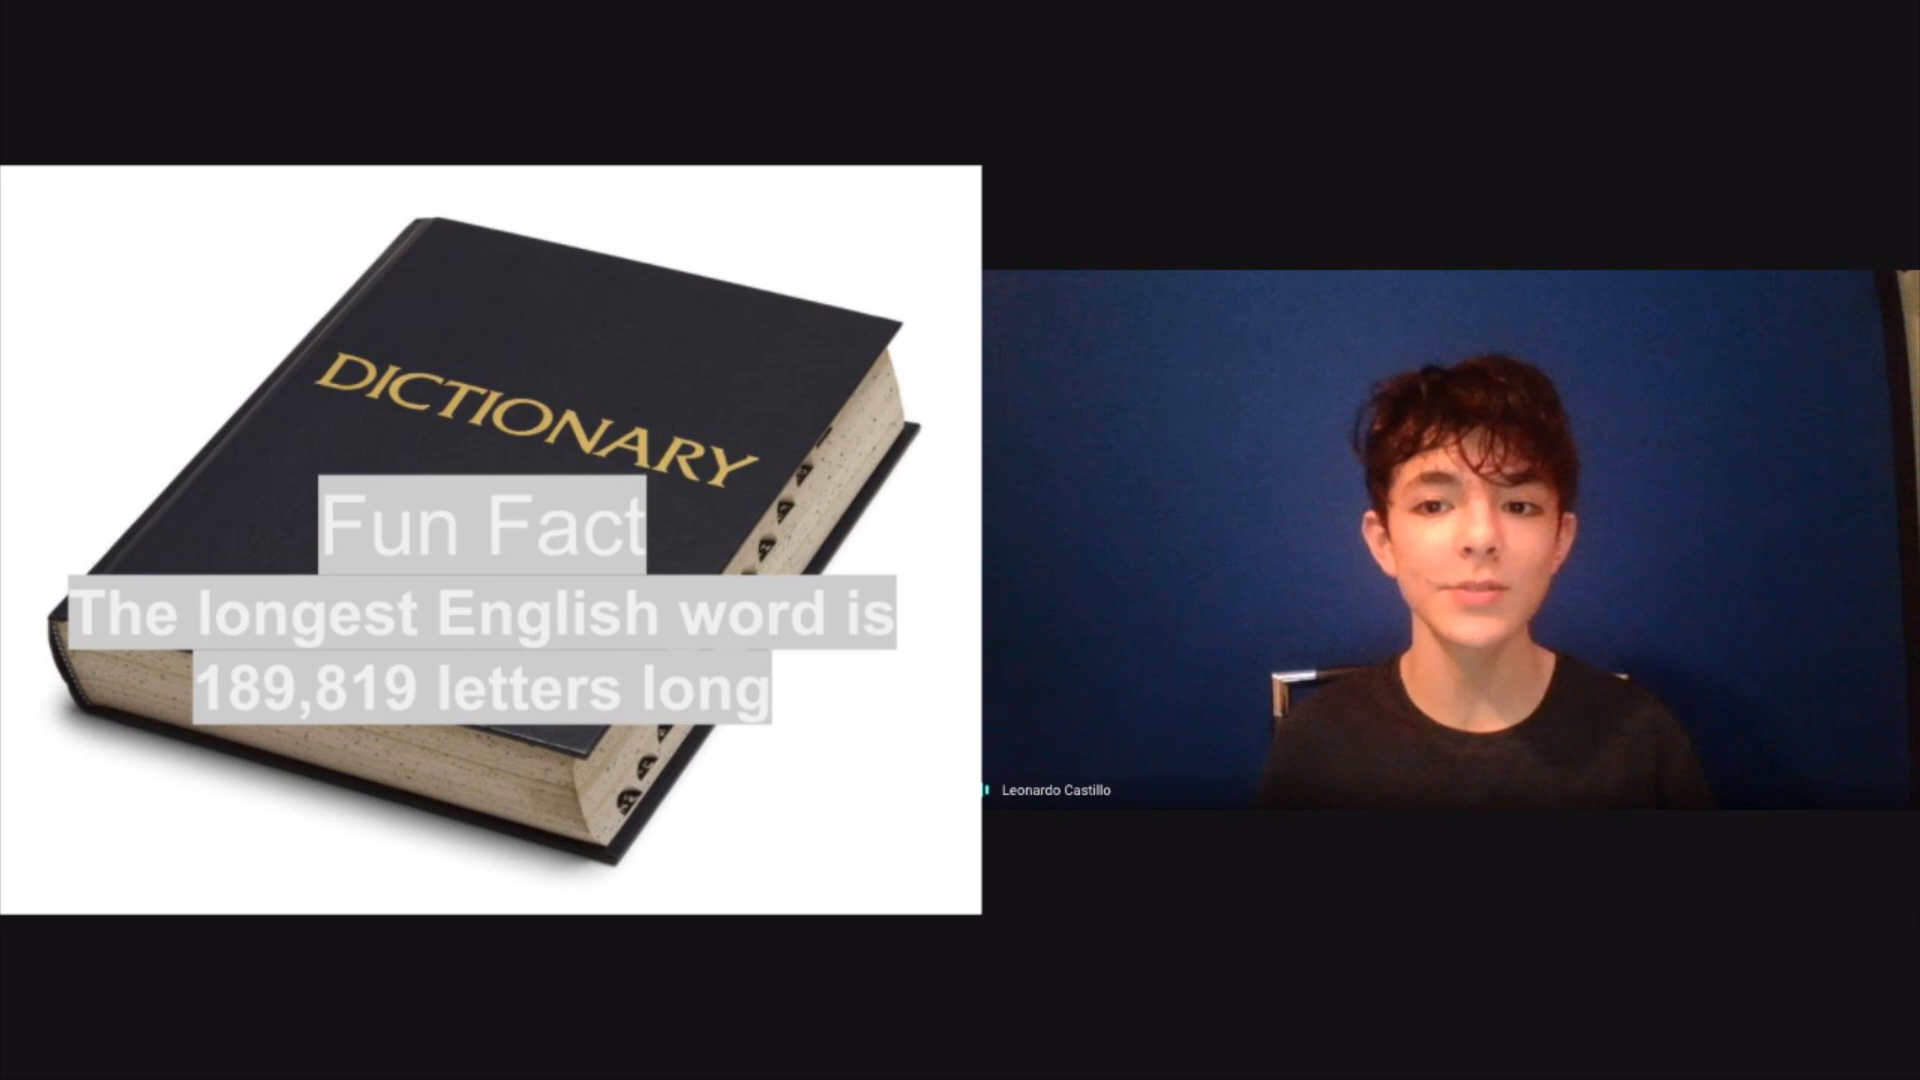 DICTIONARY
Fun Fact
The longest English word is
189,819 letters long
Leonardo Castillo